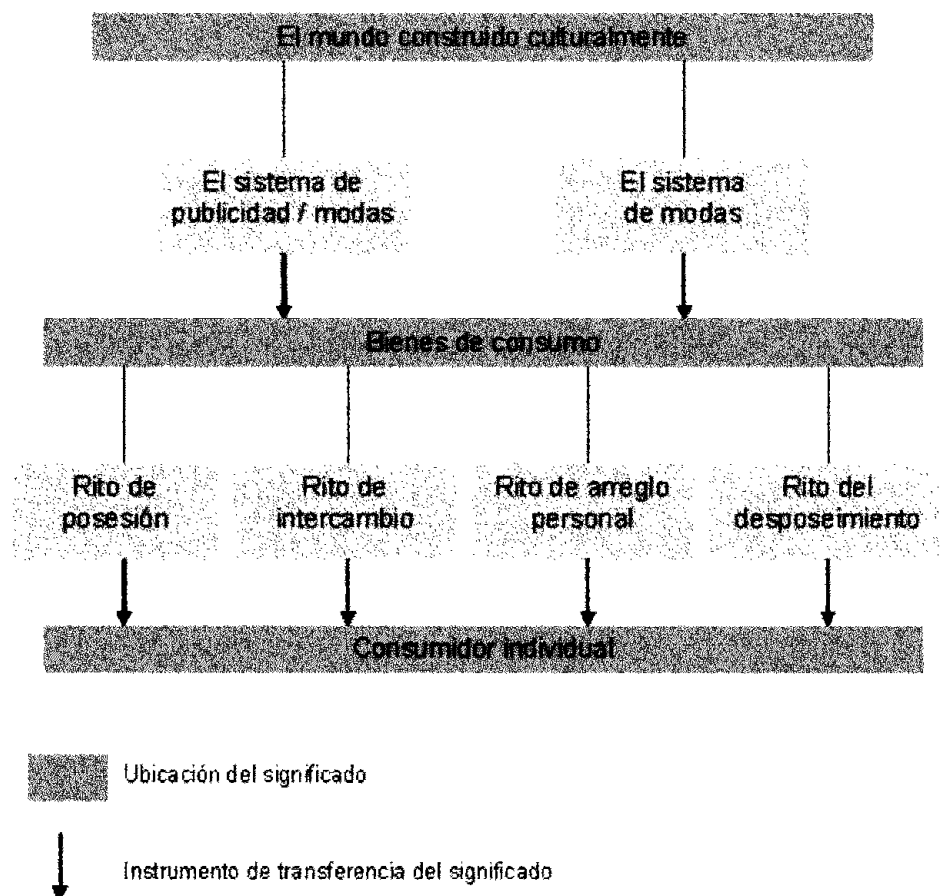 El mundo construido culturalmente
El sistema de
publicidad / modas
El sistema
de modas
Bienes de consumo
Rito de
posesión
Rito de
intercambio
Rito de arreglo
personal
Rito del
desposeimiento
Consumidor individual
Ubicación del significado
Instrumento de transferencia del significado